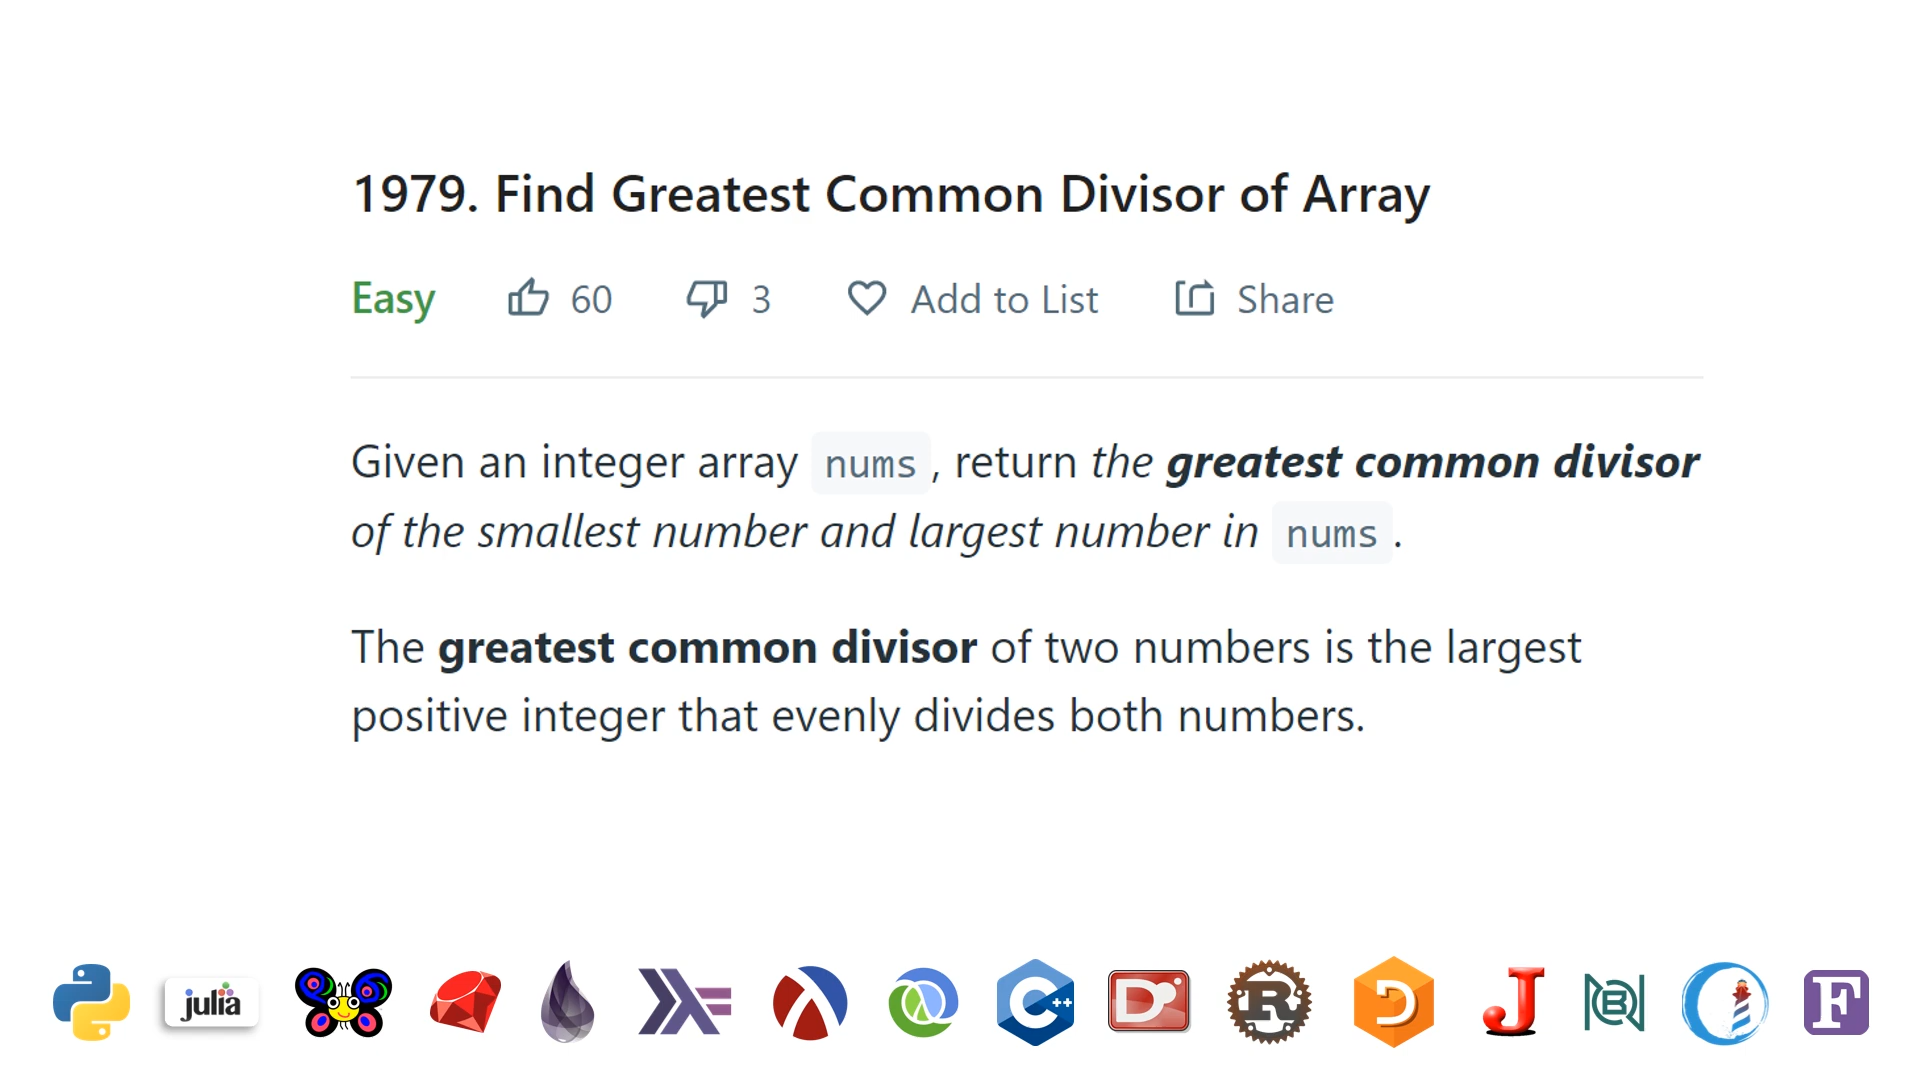 1979. Find Greatest Common Divisor of Array
Easy 60 3 Add to List Share
Given an integer array nums, return the greatest common divisor
of the smallest number and largest number in nums.
The greatest common divisor of two numbers is the largest
positive integer that evenly divides both numbers.
julia C++ D R D J NBN F